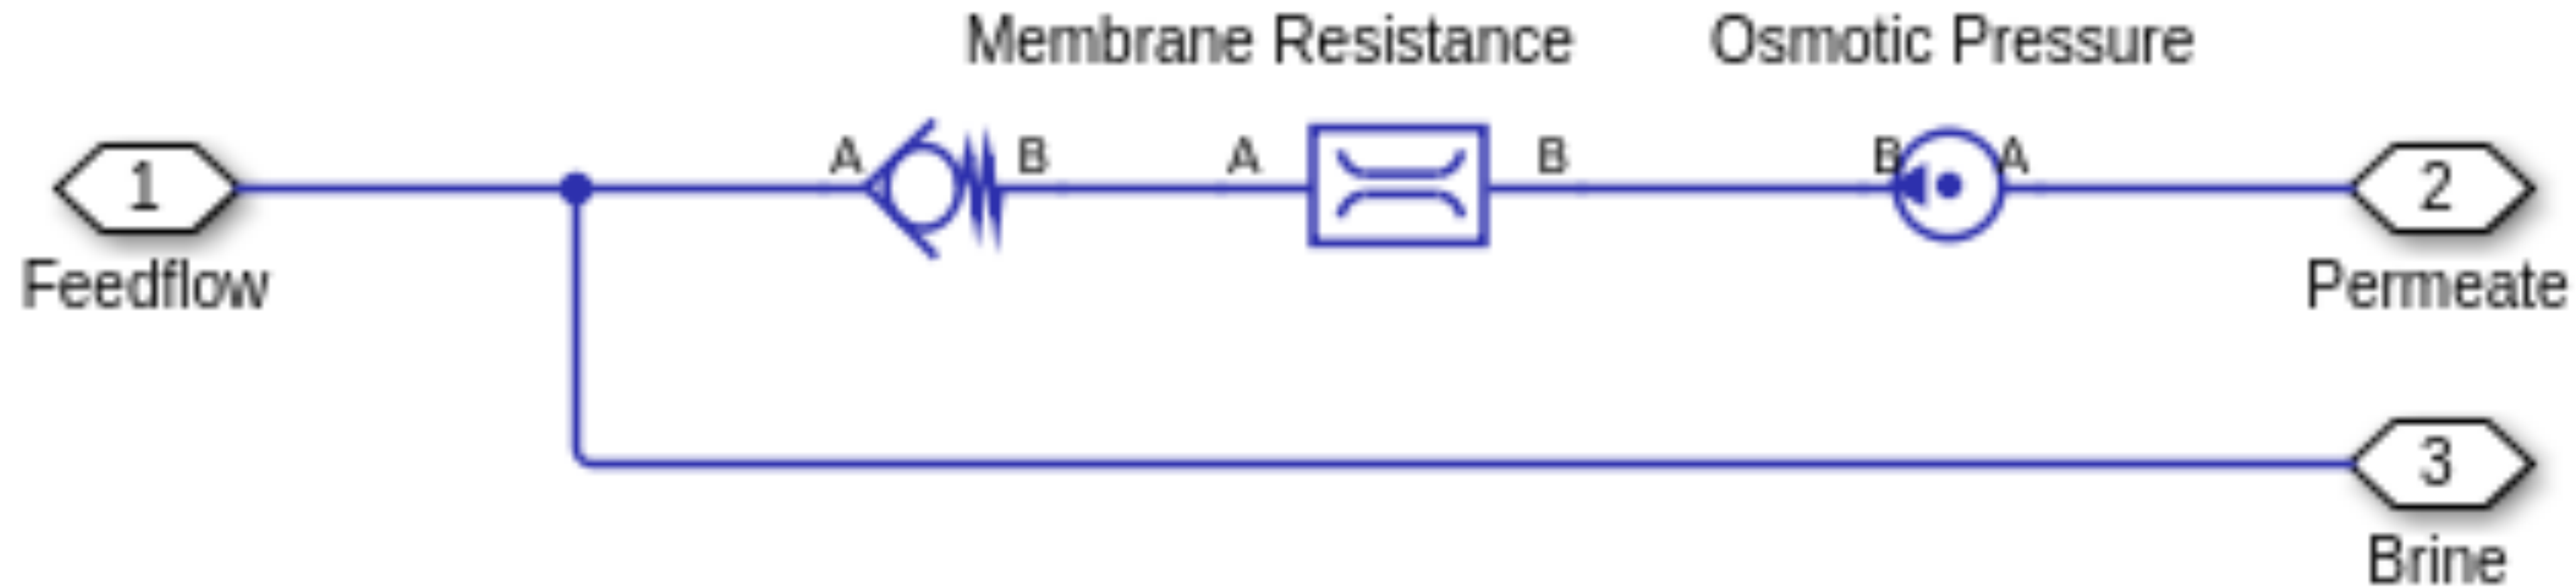 Membrane Resistance
Osmotic Pressure
1
A
B
A
B
B
A
2
Feedflow
Permeate
3
Brine